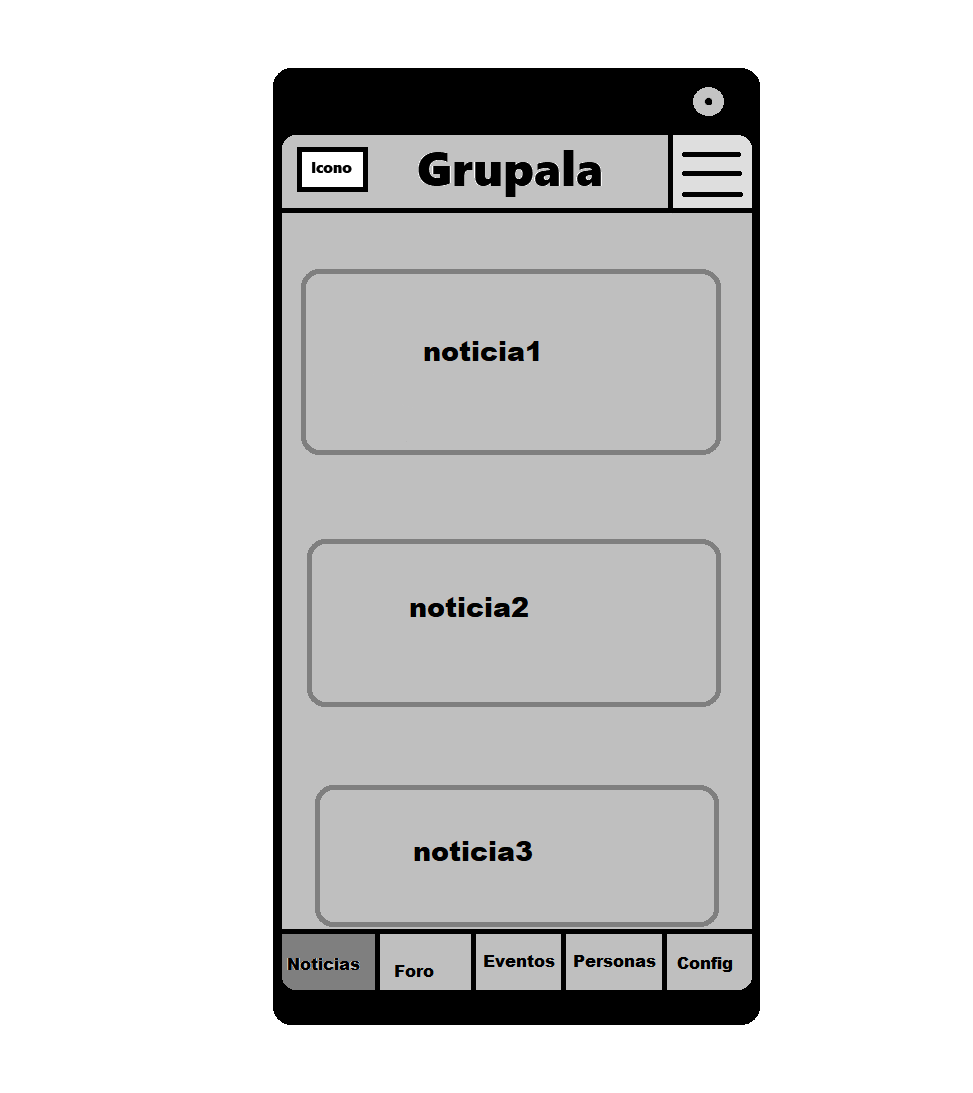 Icono
Grupala
noticia1
noticia2
noticia3
Noticias
Foro
Eventos
Personas
Config